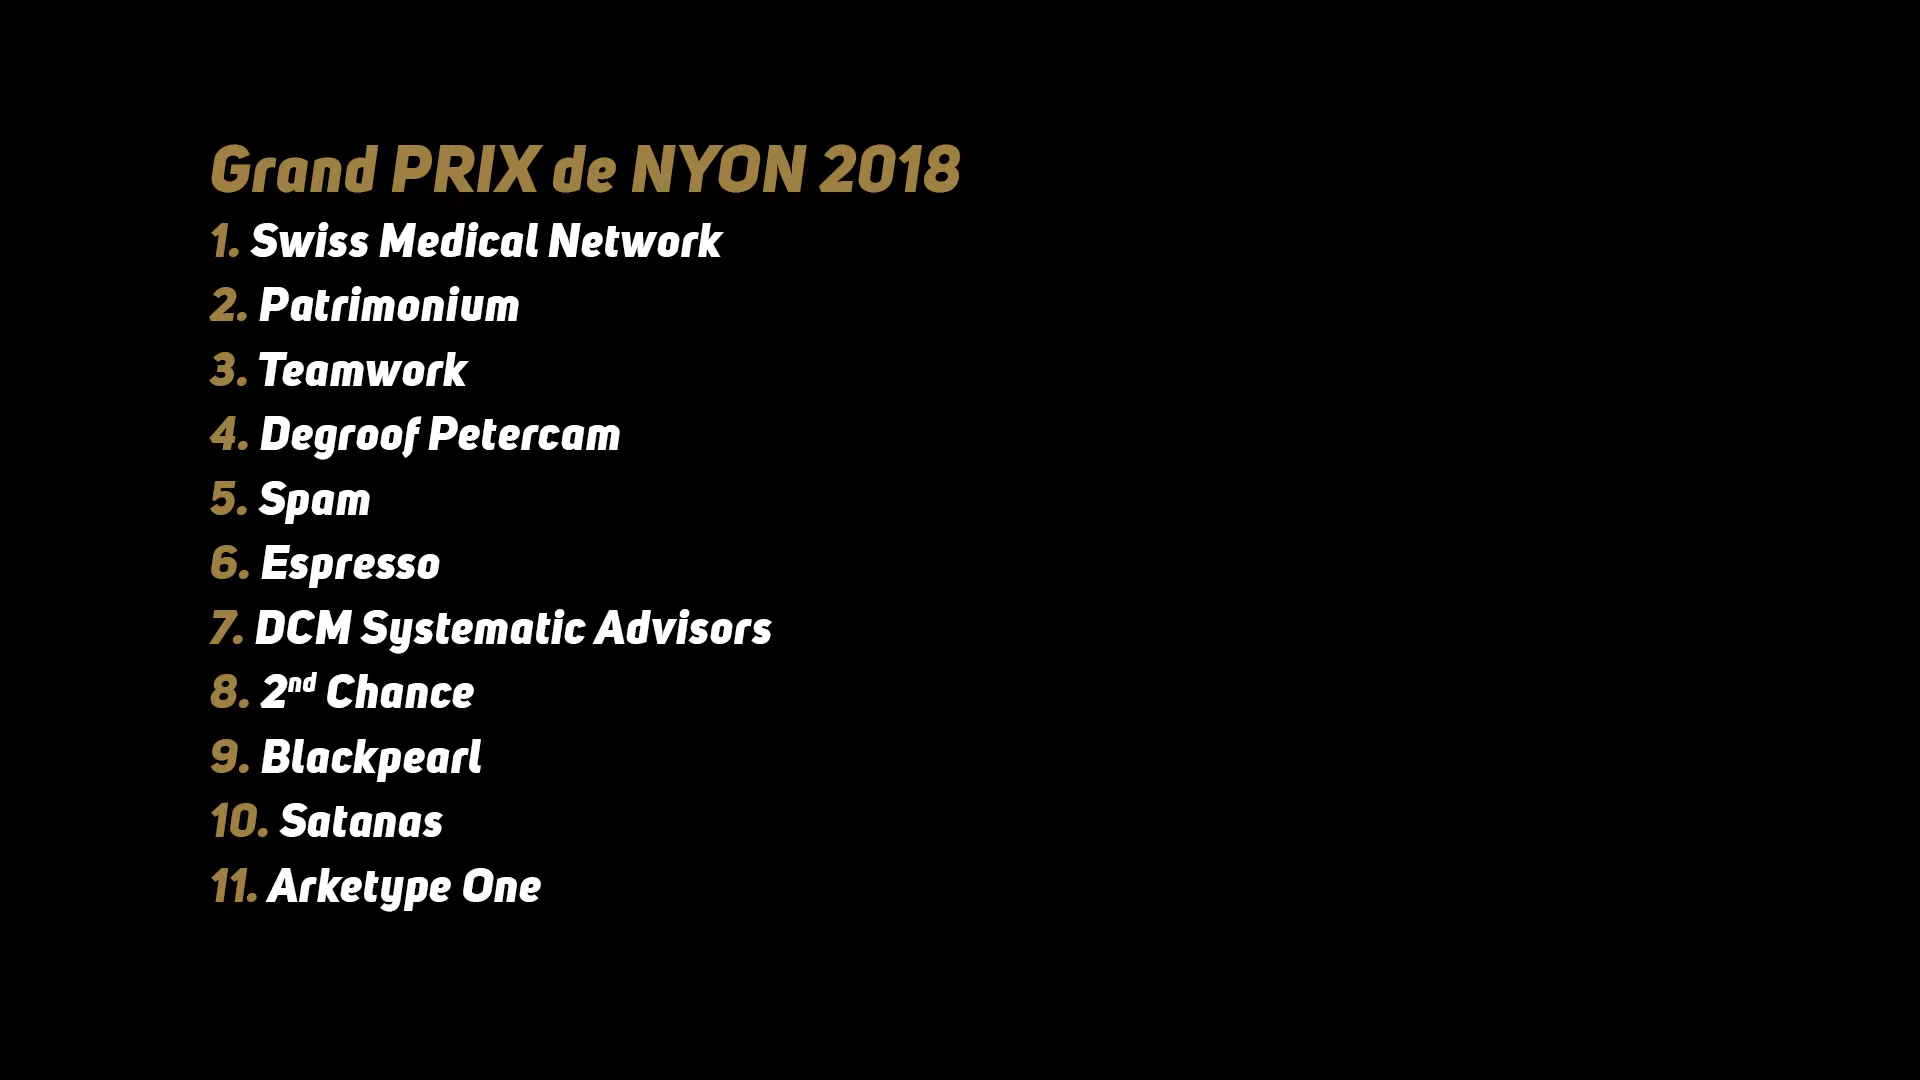 Grand PRIX de NYON 2018
1. Swiss Medical Network
2. Patrimonium
3. Teamwork
4. Degroof Petercam
5. Spam
6. Espresso
7. DCM Systematic Advisors
8. 2nd Chance
9. Blackpearl
10. Satanas
11. Arketype One